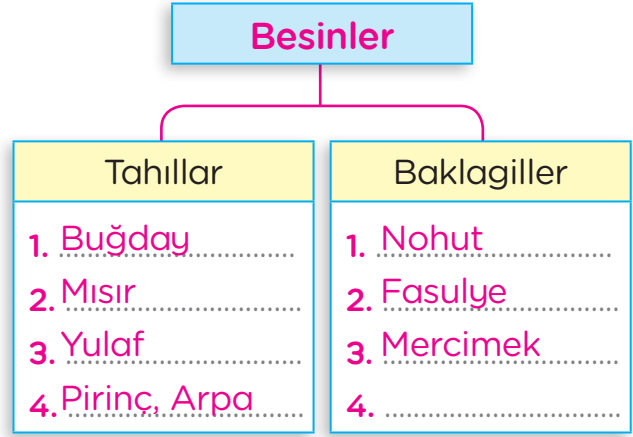 Besinler
Tahıllar
1. Buğday
2. Mısır
3. Yulaf
4. Pirinç, Arpa
Baklagiller
1. Nohut
2. Fasulye
3. Mercimek
4.